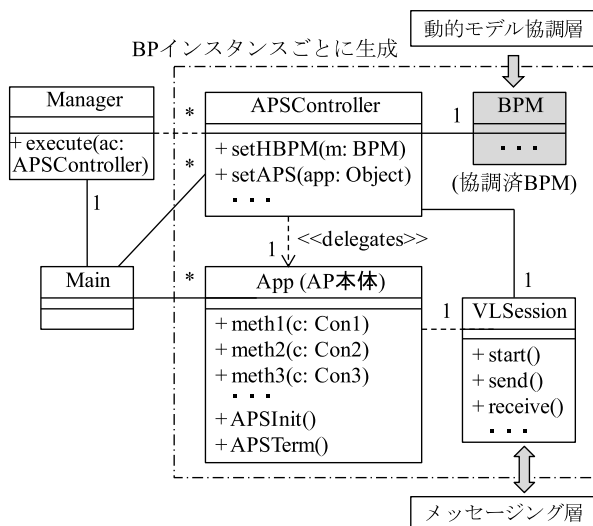 動的モデル協調層
BPインスタンスごとに生成
Manager
+ execute(ac:
APSController)
*
APSController
+ setHBPM(m: BPM)
+ setAPS(app: Object)
・・・
1
BPM
・・・
(協調済BPM)
*
1
<<delegates>>
1
1
Main
*
App (AP本体)
+ meth1(c: Con1)
+ meth2(c: Con2)
+ meth3(c: Con3)
・・・
+ APSInit()
+ APSTerm()
1
VLSession
+ start()
+ send()
+ receive()
・・・
メッセージング層